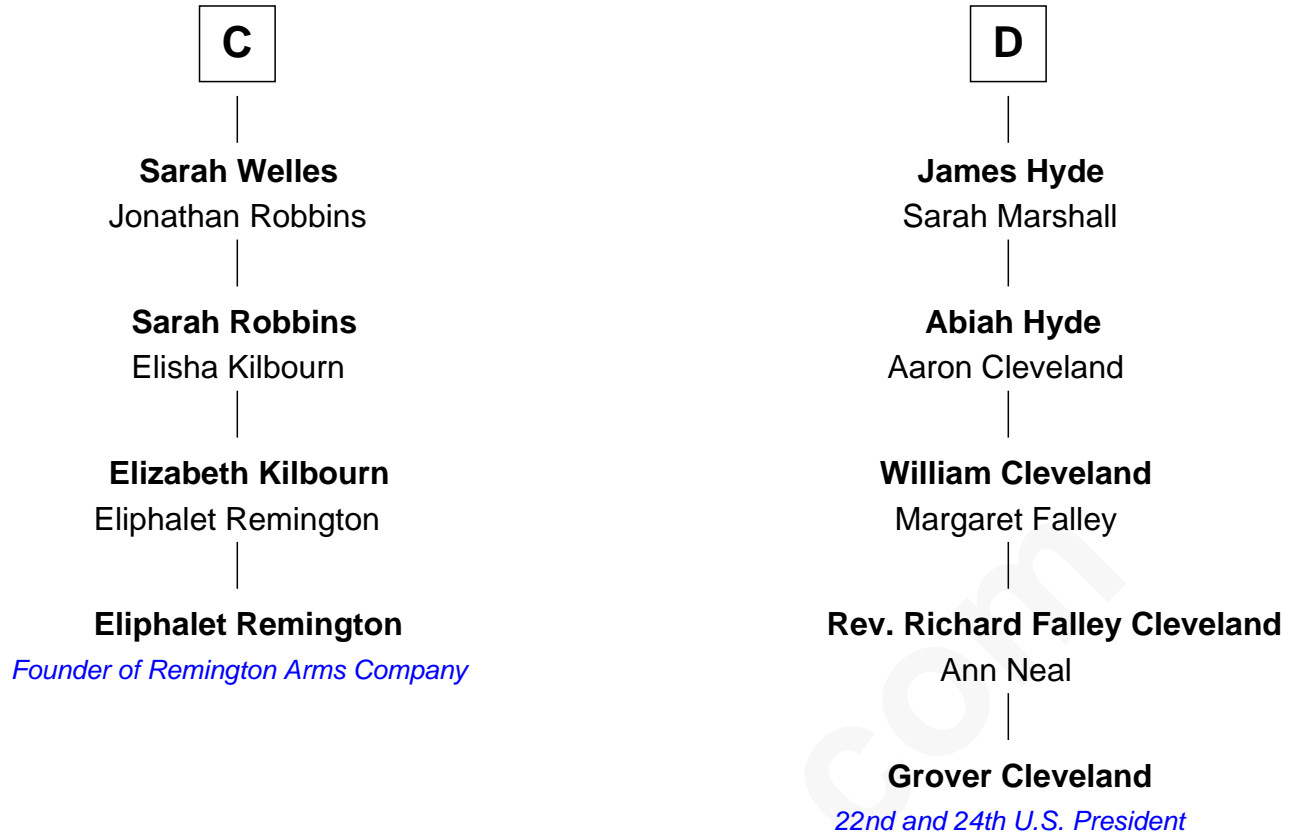 C
Sarah Welles
Jonathan Robbins
Sarah Robbins
Elisha Kilbourn
Elizabeth Kilbourn
Eliphalet Remington
Eliphalet Remington
Founder of Remington Arms Company
D
James Hyde
Sarah Marshall
Abiah Hyde
Aaron Cleveland
William Cleveland
Margaret Falley
Rev. Richard Falley Cleveland
Ann Neal
Grover Cleveland
22nd and 24th U.S. President
com